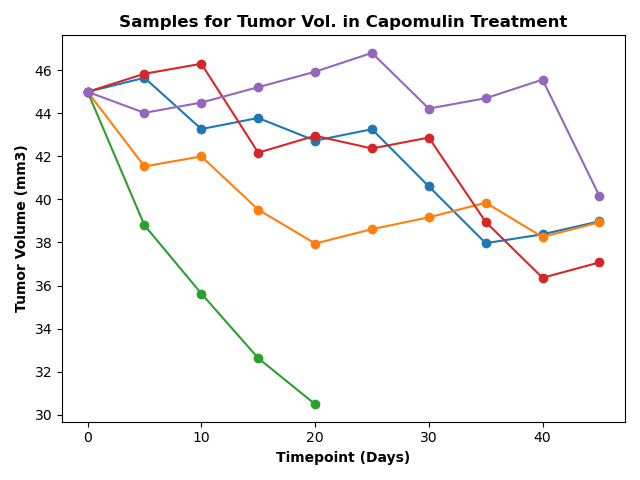 Samples for Tumor Vol. in Capomulin Treatment
Tumor Volume (mm3)
46
44
42
40
38
36
34
32
30
0 10 20 30 40
Timepoint (Days)